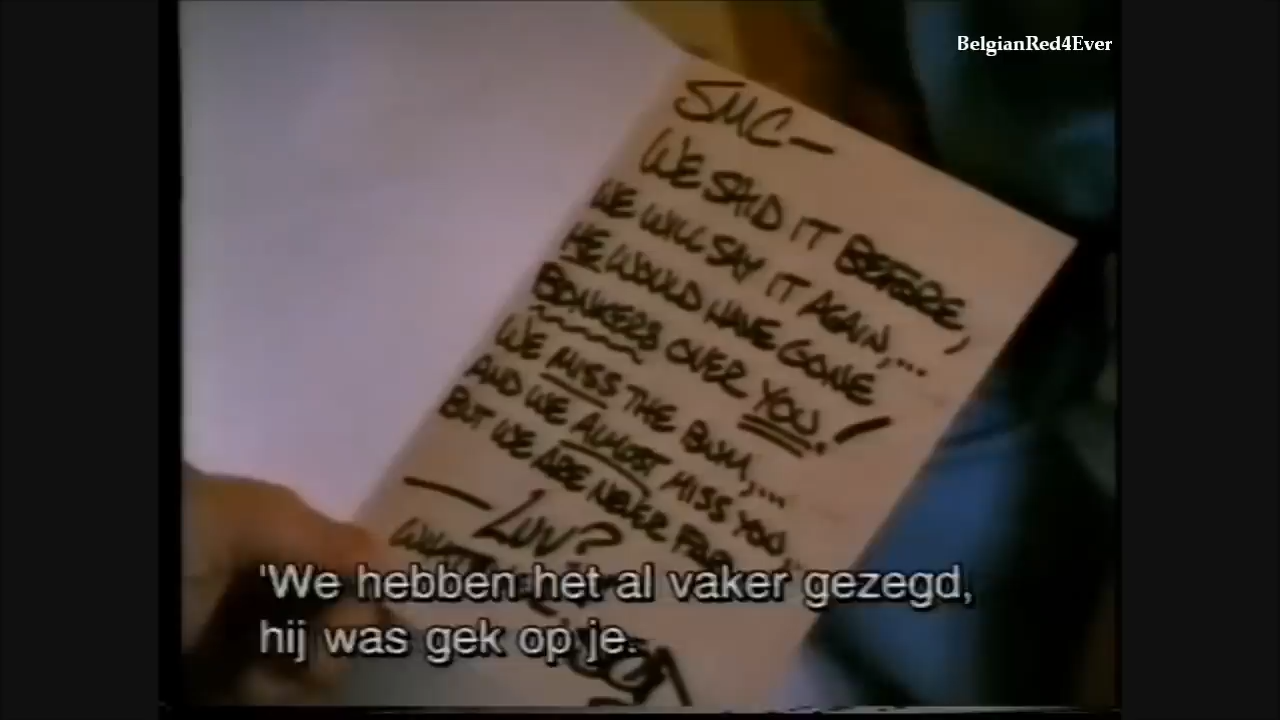 BelgianRed4Ever
SMC—
WE SAID IT BEFORE,
WE WILL SAY IT AGAIN,...
HE WOULD HAVE GONE
BONKERS OVER YOU!
WE MISS THE BUM,...
AND WE ALMOST MISS YOU,
BUT WE ARE NEVER
—LUV?
'We hebben het al vaker gezegd,
hij was gek op je.